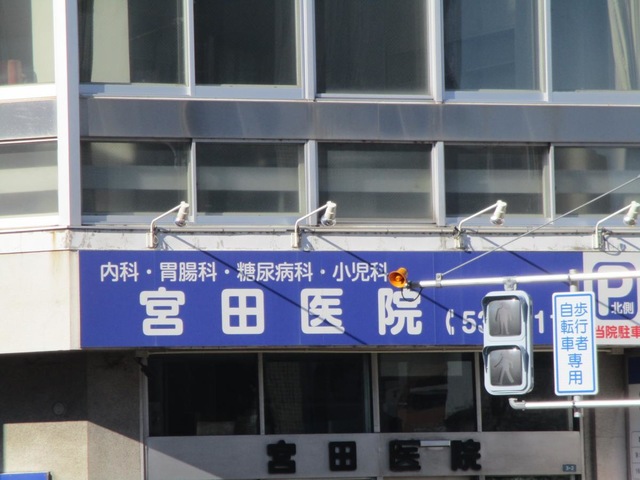 内科・胃腸科・糖尿病科・小児科
宮田医院
P
北側
当院駐車
歩行者
自転車専用
宮田医院